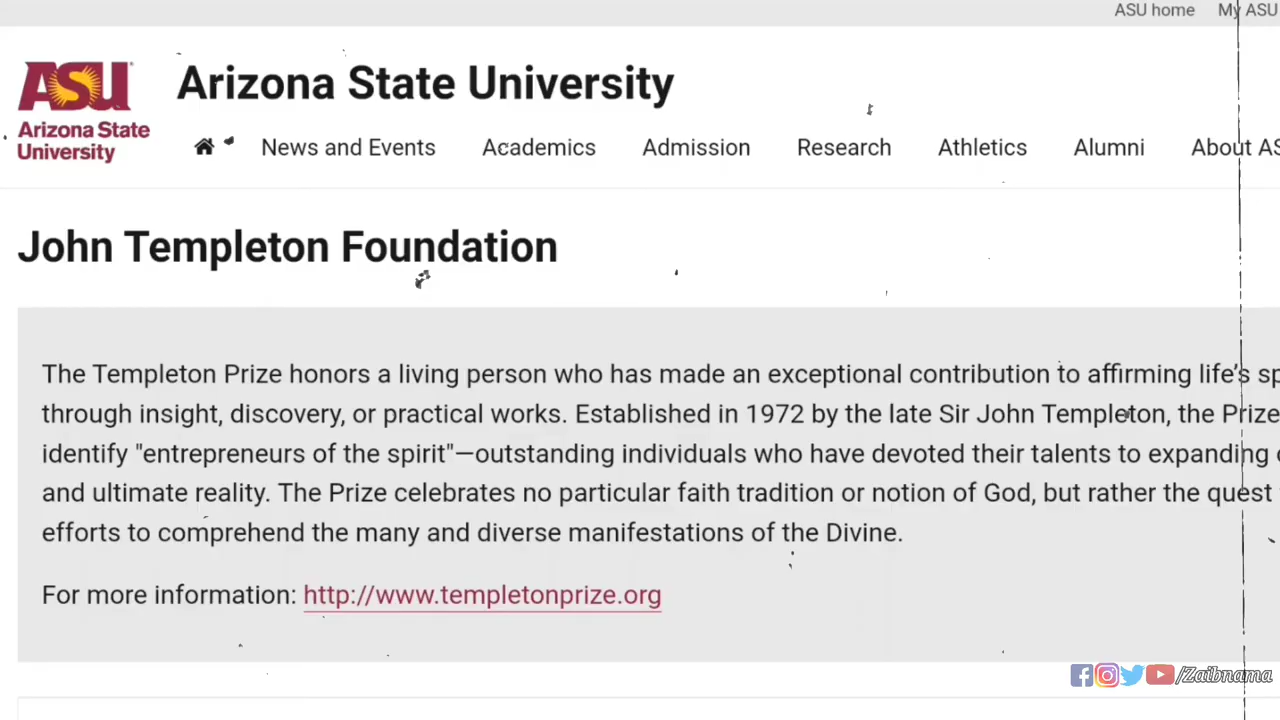 ASU home My ASU
ASU
Arizona State
University
Arizona State University
News and Events Academics Admission Research Athletics Alumni About
John Templeton Foundation
The Templeton Prize honors a living person who has made an exceptional contribution to affirming life's
through insight, discovery, or practical works. Established in 1972 by the late Sir John Templeton, the Prize
identify "entrepreneurs of the spirit"—outstanding individuals who have devoted their talents to expanding
and ultimate reality. The Prize celebrates no particular faith tradition or notion of God, but rather the quest
efforts to comprehend the many and diverse manifestations of the Divine.
For more information: http://www.templetonprize.org
/Zaibnama